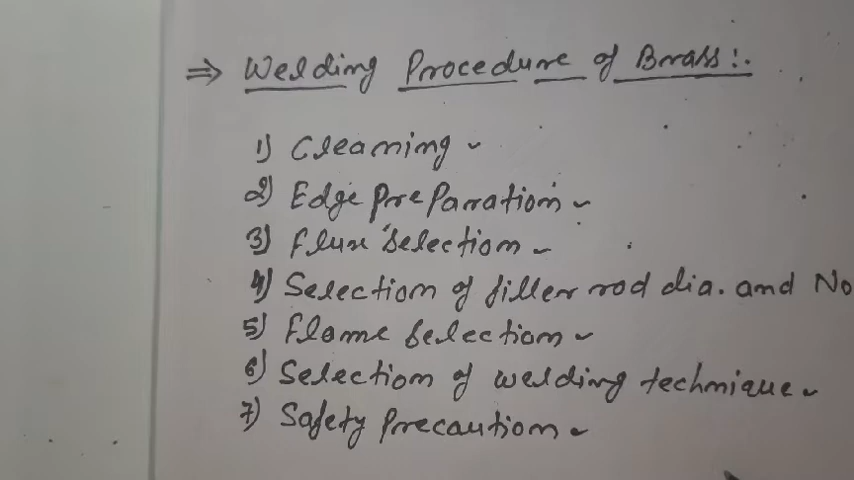 ⇒ Welding Procedure of Brass:.
1) Cleaning
2) Edge Preparation
3) Flux Selection
4) Selection of filler rod dia. and No
5) Flame Selection
6) Selection of welding technique
7) Safety Precaution